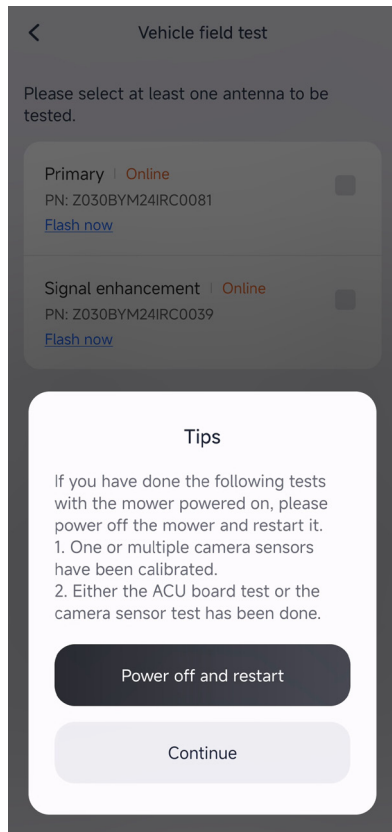 Vehicle field test
Please select at least one antenna to be
tested.
Primary | Online
PN: Z030BYM24IRC0081
Flash now
Signal enhancement | Online
PN: Z030BYM24IRC0039
Flash now
Tips
If you have done the following tests
with the mower powered on, please
power off the mower and restart it.
1. One or multiple camera sensors
have been calibrated.
2. Either the ACU board test or the
camera sensor test has been done.
Power off and restart
Continue